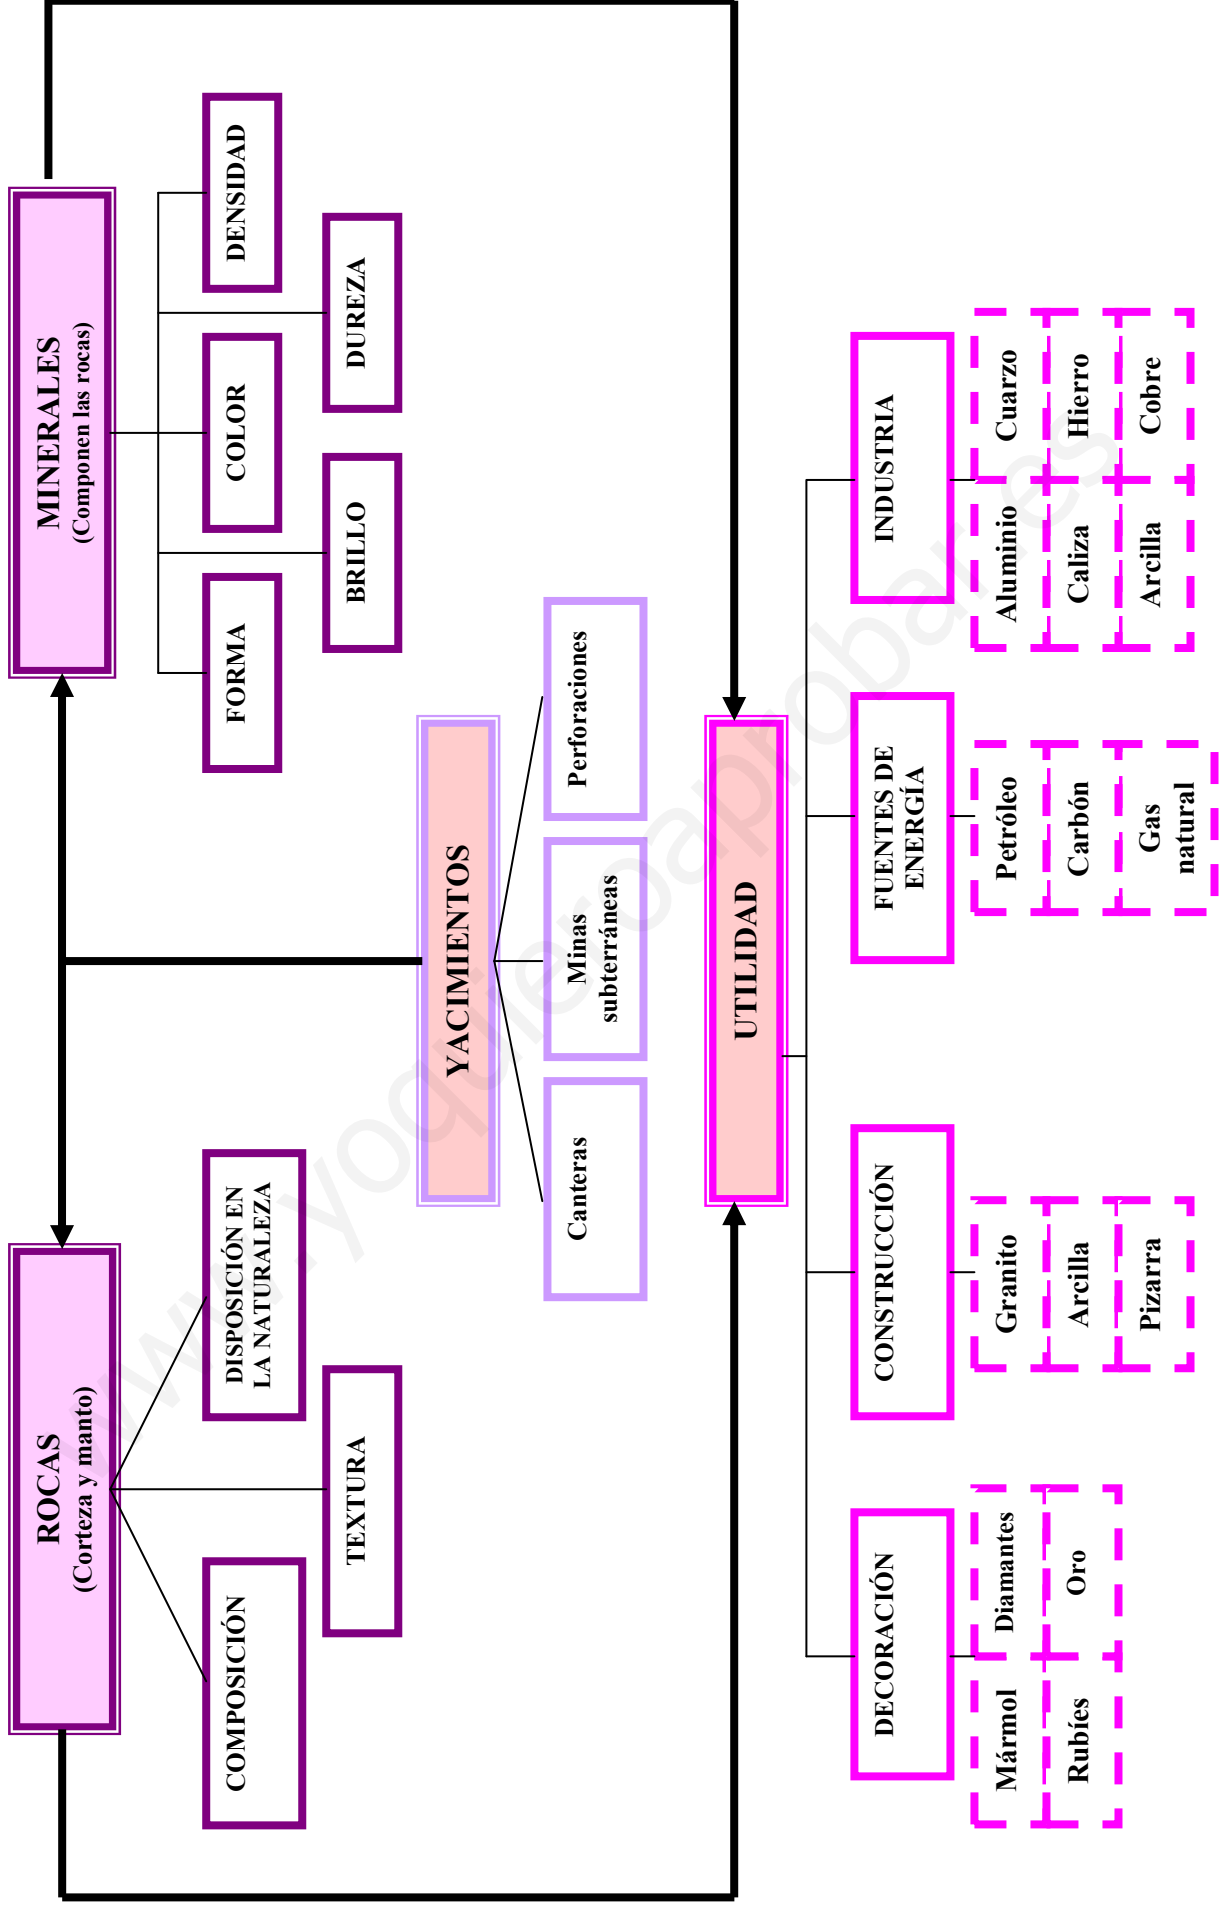 ROCAS
(Corteza y manto)
MINERALES
(Componen las rocas)
COMPOSICIÓN
DISPOSICIÓN EN
LA NATURALEZA
TEXTURA
FORMA
COLOR
DENSIDAD
BRILLO
DUREZA
YACIMIENTOS
Canteras
Minas
subterráneas
Perforaciones
UTILIDAD
DECORACIÓN
CONSTRUCCIÓN
FUENTES DE
ENERGÍA
INDUSTRIA
Mármol
Diamantes
Rubíes
Oro
Granito
Arcilla
Pizarra
Petróleo
Carbón
Gas
natural
Aluminio
Cuarzo
Caliza
Hierro
Arcilla
Cobre
www.yoquieroaprobar.es